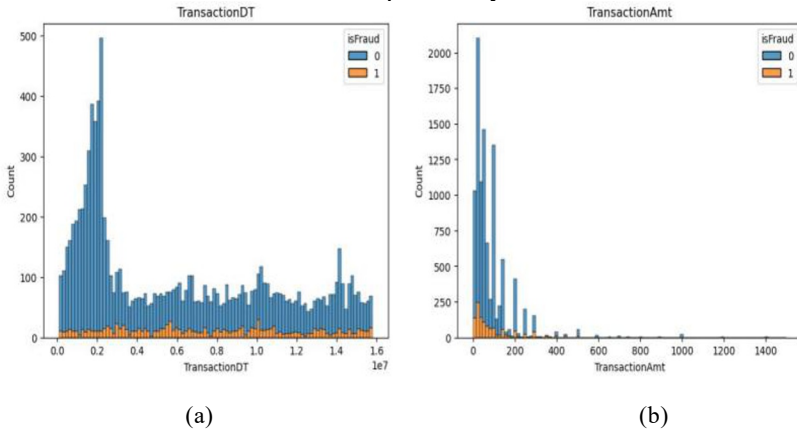 TransactionDT
isFraud
0
1
500
400
300
200
100
0
Count
0.0 0.2 0.4 0.6 0.8 1.0 1.2 1.4 1.6
1e7
TransactionDT
(a)
TransactionAmt
isFraud
0
1
2000
1750
1500
1250
1000
750
500
250
0
Count
0 200 400 600 800 1000 1200 1400
TransactionAmt
(b)